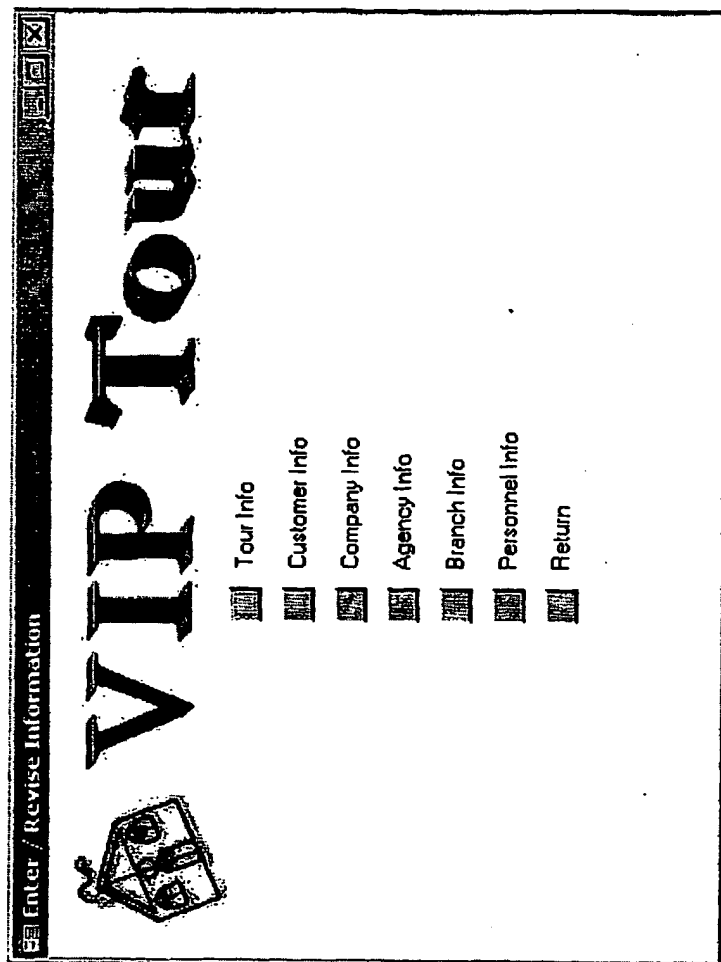 Enter / Revise Information
VIP Tour
Tour Info
Customer Info
Company Info
Agency Info
Branch Info
Personnel Info
Return